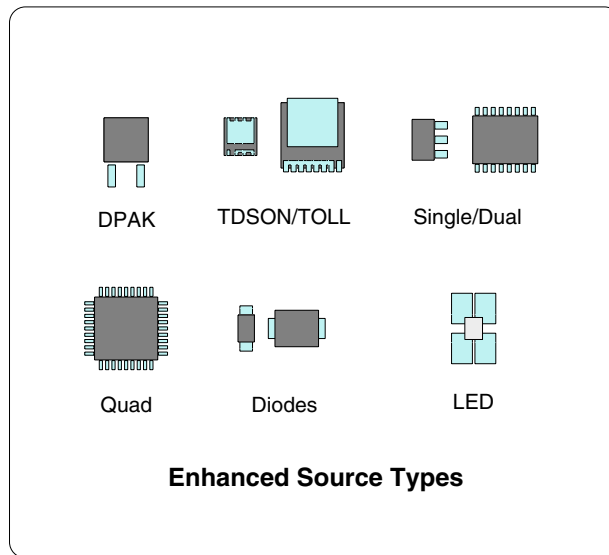 DPAK
TDSON/TOLL
Single/Dual
Quad
Diodes
LED
Enhanced Source Types